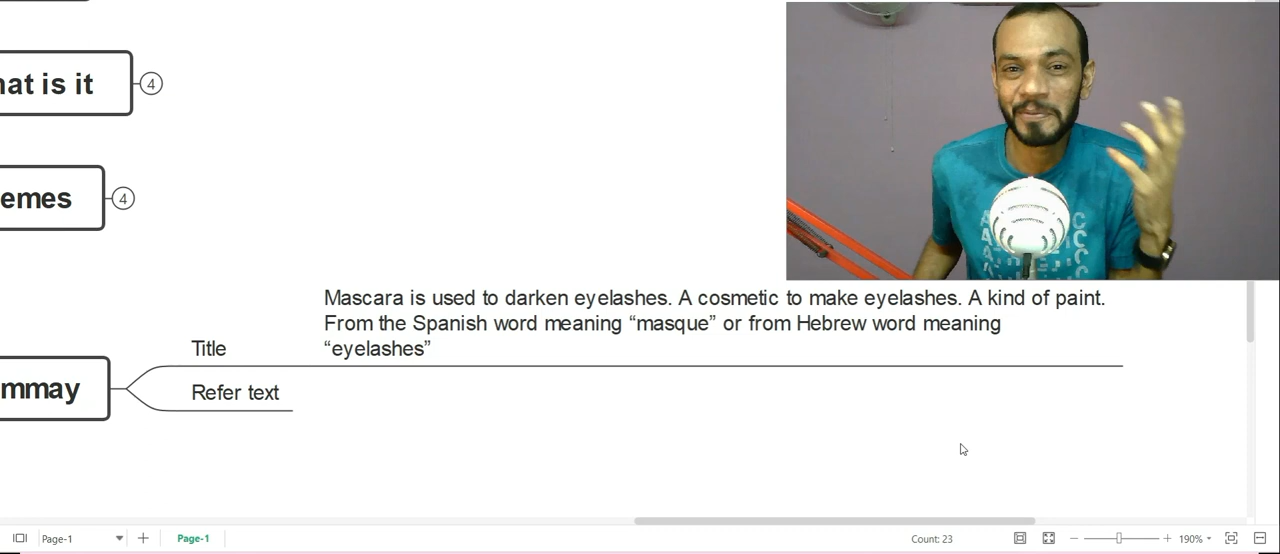 hat is it
4
emes
4
Mascara is used to darken eyelashes. A cosmetic to make eyelashes. A kind of paint.
From the Spanish word meaning “masque” or from Hebrew word meaning
“eyelashes”
Title
mmay
Refer text
Page-1
Page-1
Count: 23
190%